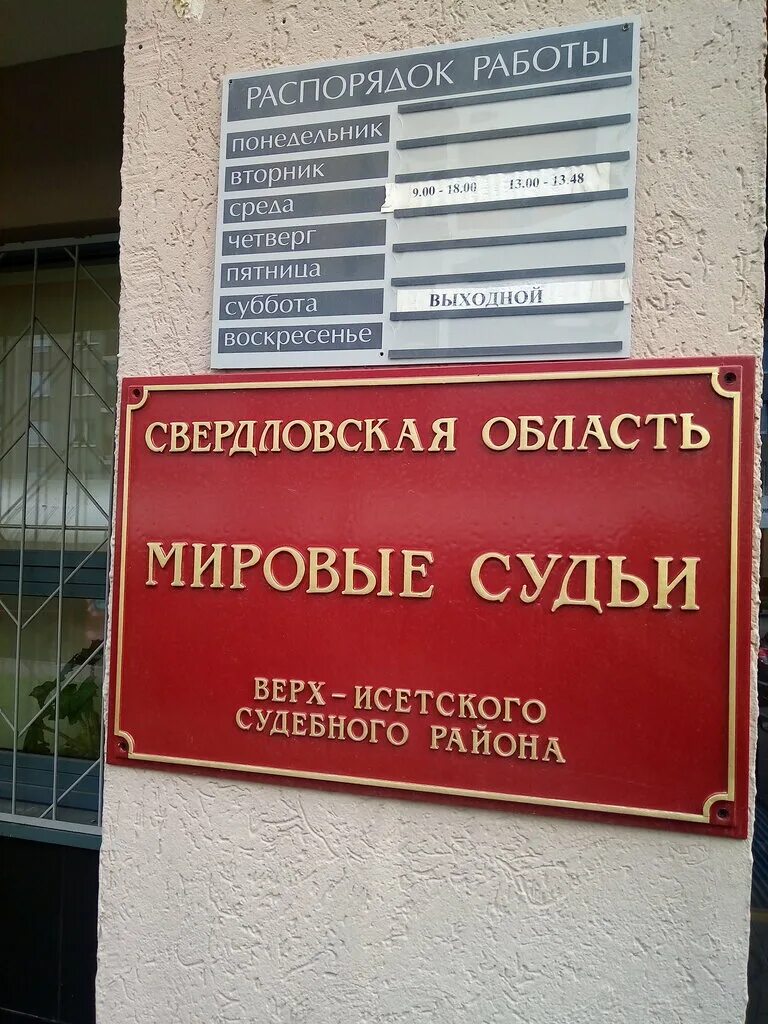 РАСПОРЯДОК РАБОТЫ
ПОНЕДЕЛЬНИК
ВТОРНИК
СРЕДА 9.00 - 18.00 13.00 - 13.48
ЧЕТВЕРГ
ПЯТНИЦА
СУББОТА ВЫХОДНОЙ
ВОСКРЕСЕНЬЕ
СВЕРДЛОВСКАЯ ОБЛАСТЬ
МИРОВЫЕ СУДЬИ
ВЕРХ – ИСЕТСКОГО
СУДЕБНОГО РАЙОНА